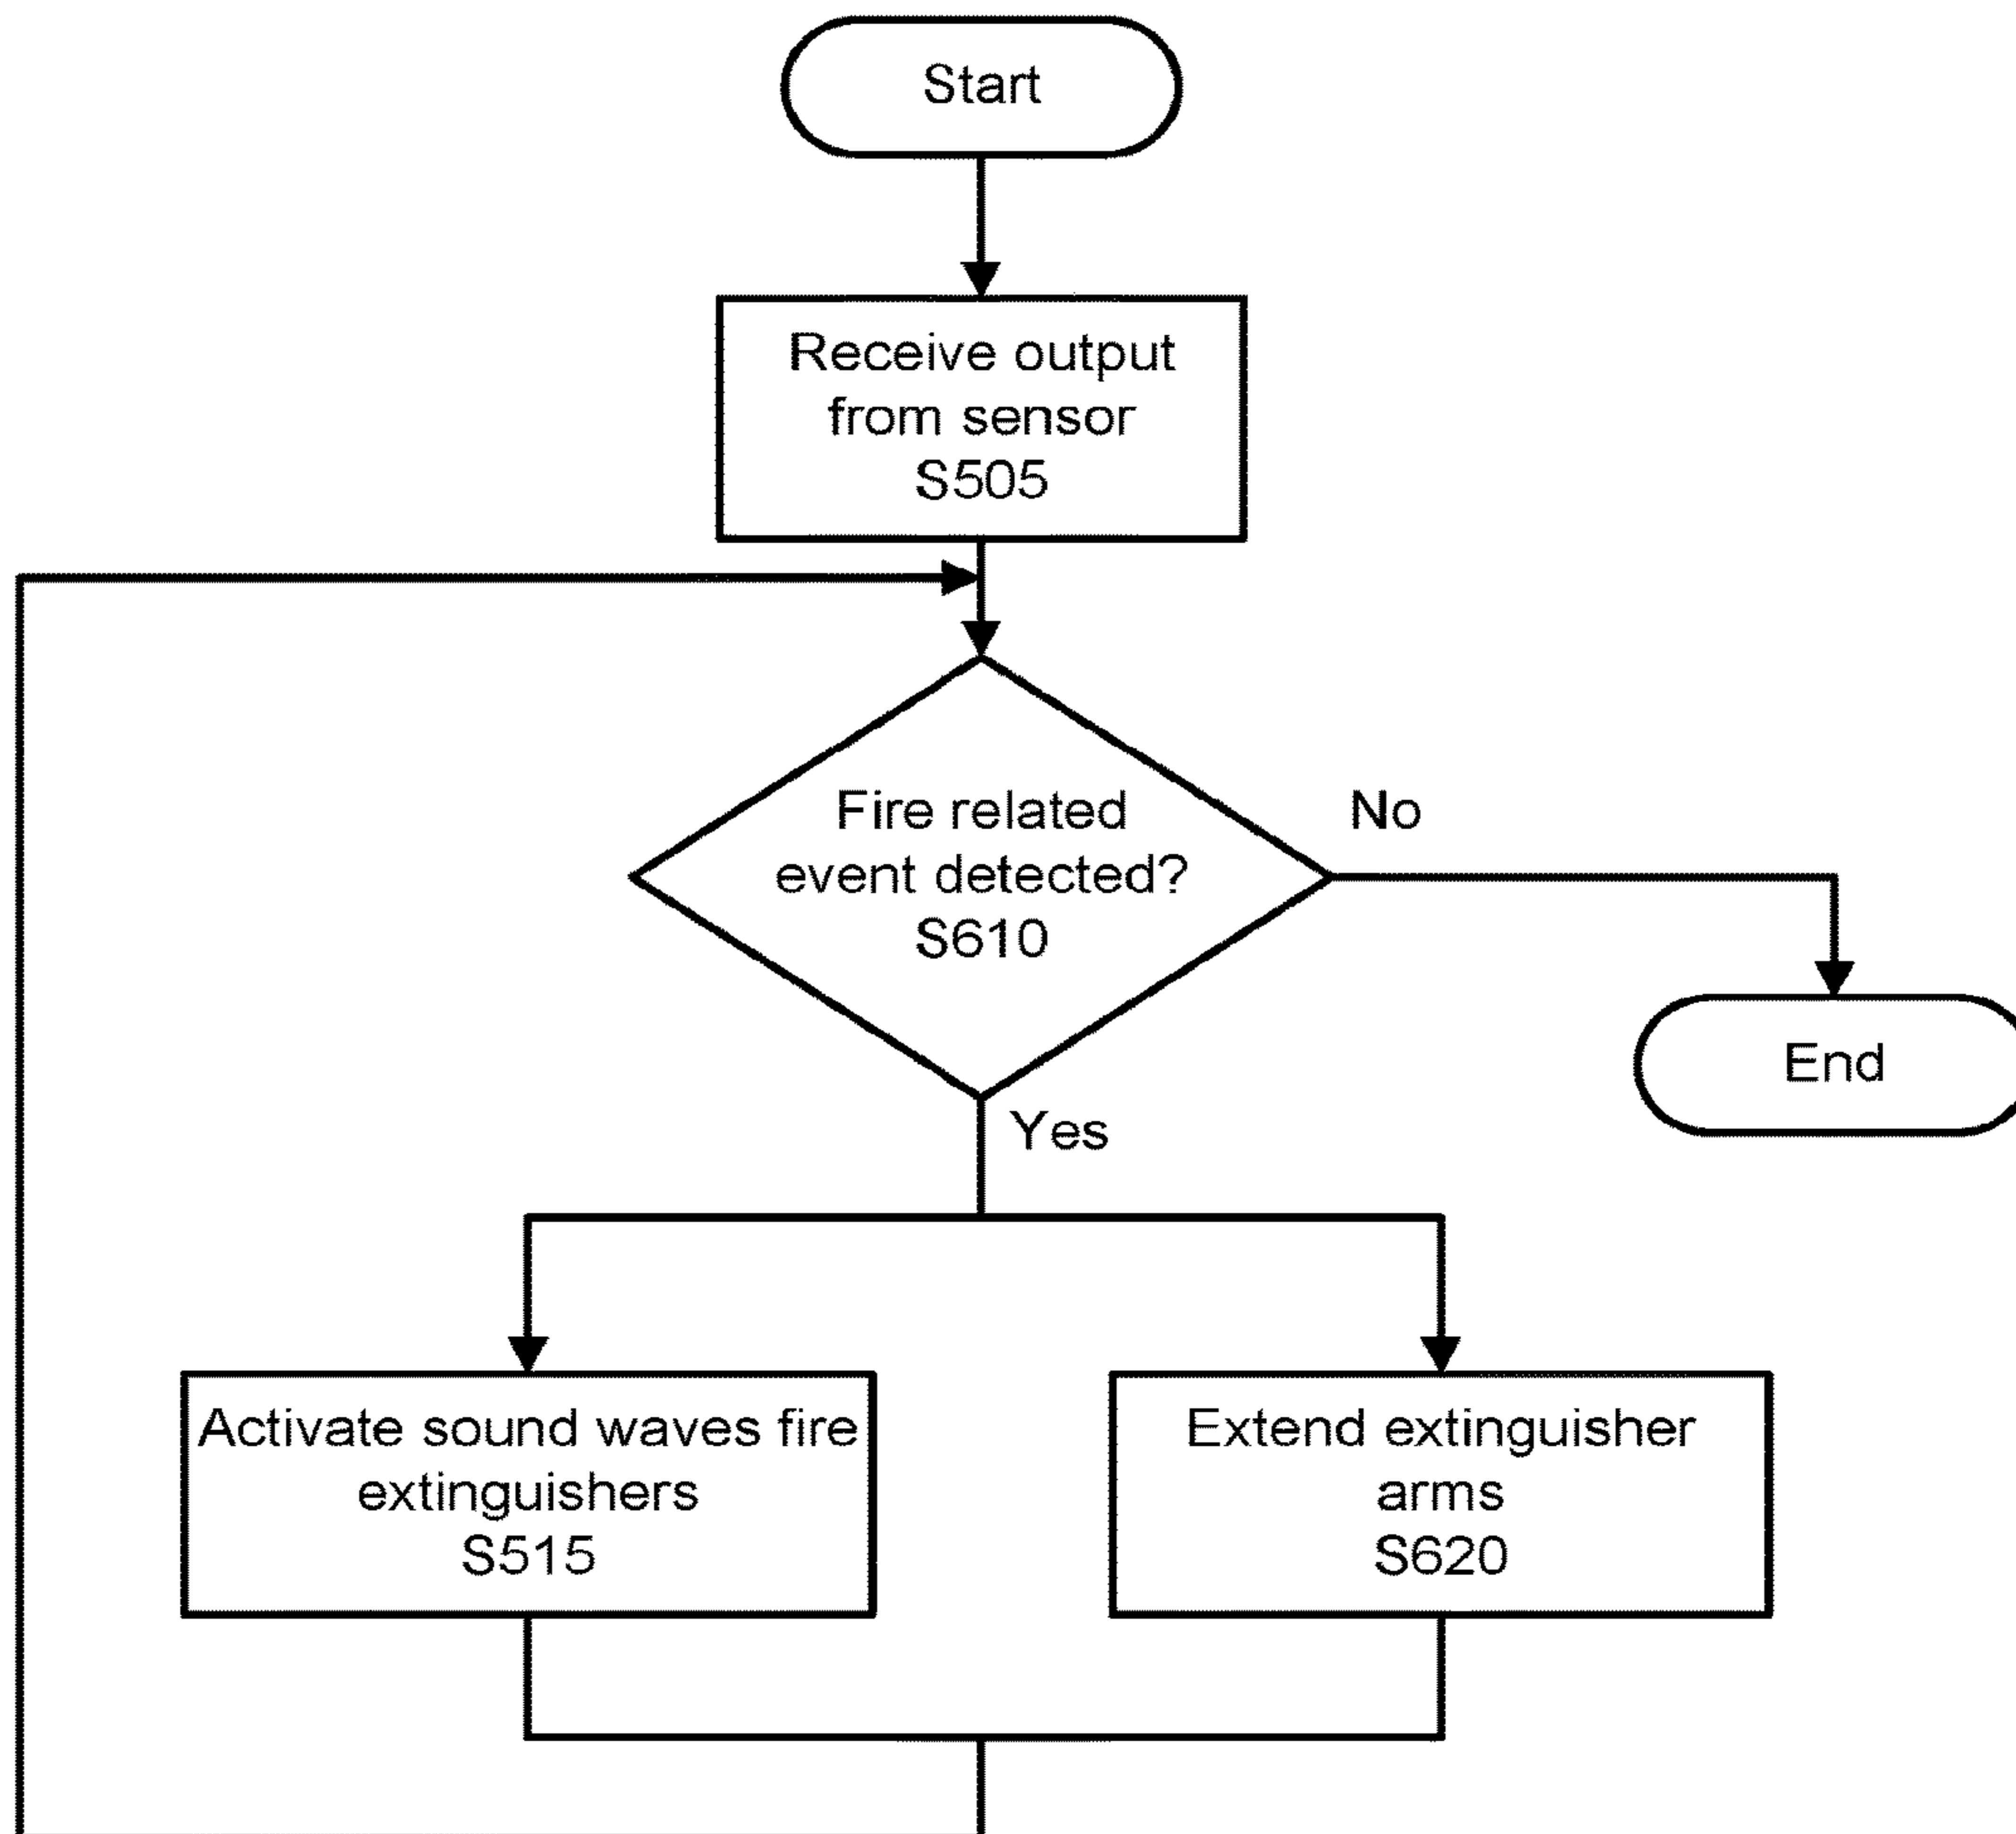 Start
Receive output
from sensor
S505
Fire related
event detected?
S610
No
End
Yes
Activate sound waves fire
extinguishers
S515
Extend extinguisher
arms
S620